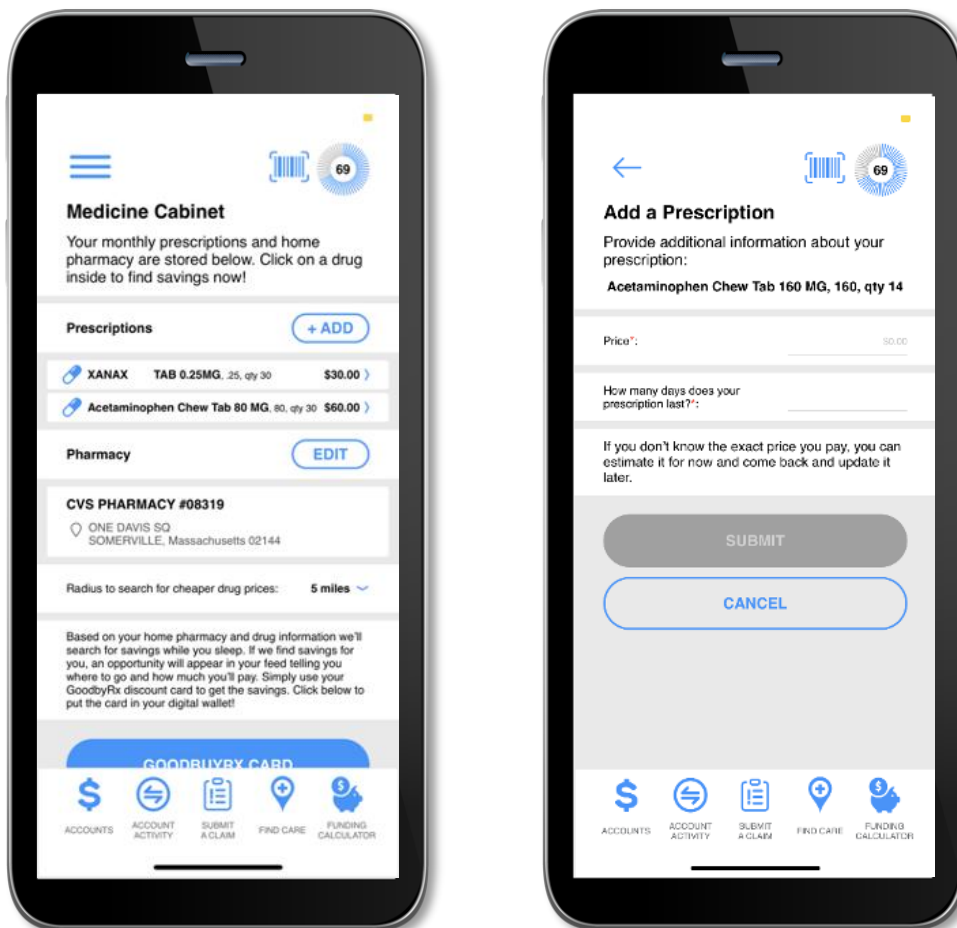 69
Medicine Cabinet
Your monthly prescriptions and home
pharmacy are stored below. Click on a drug
inside to find savings now!
Prescriptions
+ ADD
XANAX TAB 0.25MG, .25, qty 30 $30.00
Acetaminophen Chew Tab 80 MG, 80, qty 30 $60.00
Pharmacy
EDIT
CVS PHARMACY #08319
ONE DAVIS SQ
SOMERVILLE, Massachusetts 02144
Radius to search for cheaper drug prices: 5 miles
Based on your home pharmacy and drug information we'll
search for savings while you sleep. If we find savings for
you, an opportunity will appear in your feed telling you
where to go and how much you'll pay. Simply use your
GoodbyRx discount card to get the savings. Click below to
put the card in your digital wallet!
GOODBUYRX CARD
ACCOUNTS
ACCOUNT
ACTIVITY
SUBMIT
A CLAIM
FIND CARE
FUNDING
CALCULATOR
69
Add a Prescription
Provide additional information about your
prescription:
Acetaminophen Chew Tab 160 MG, 160, qty 14
Price*: $0.00
How many days does your
prescription last?*:
If you don't know the exact price you pay, you can
estimate it for now and come back and update it
later.
SUBMIT
CANCEL
ACCOUNTS
ACCOUNT
ACTIVITY
SUBMIT
A CLAIM
FIND CARE
FUNDING
CALCULATOR